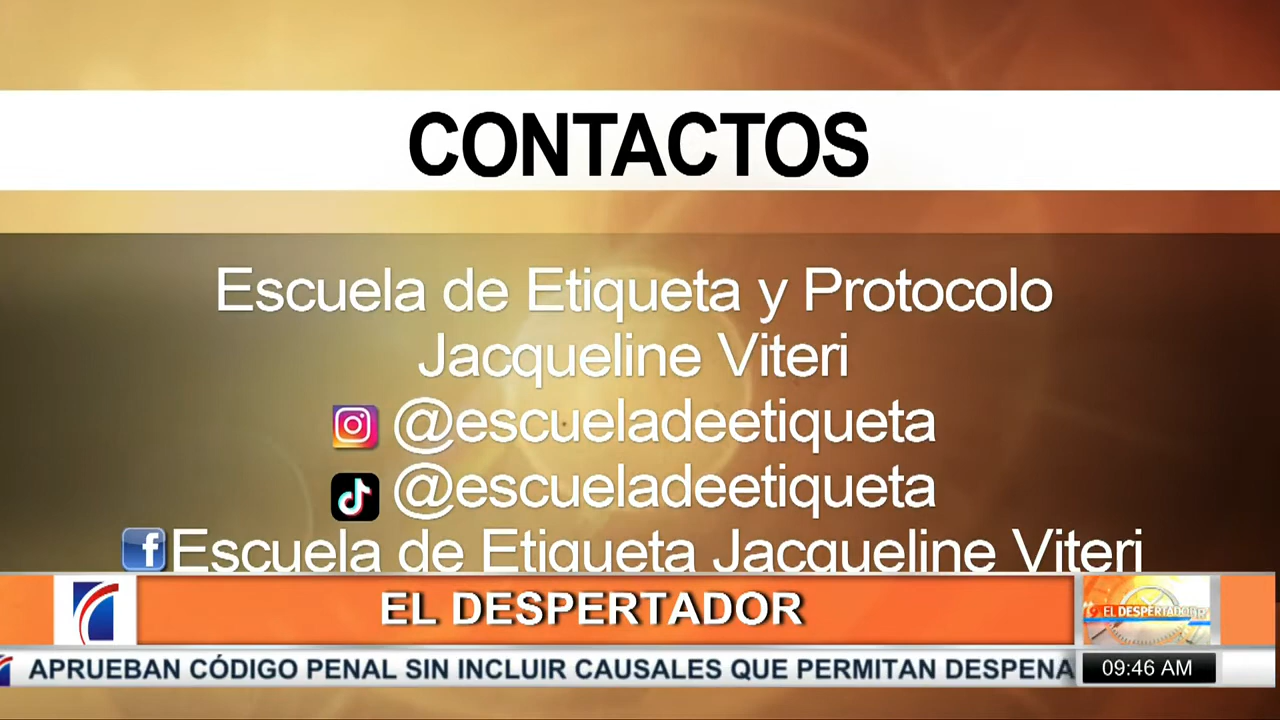 CONTACTOS
Escuela de Etiqueta y Protocolo
Jacqueline Viteri
@escueladeetiqueta
@escueladeetiqueta
Escuela de Etiqueta Jacqueline Viteri
EL DESPERTADOR
EL DESPERTADOR
APRUEBAN CÓDIGO PENAL SIN INCLUIR CAUSALES QUE PERMITAN DESPENA
09:46 AM